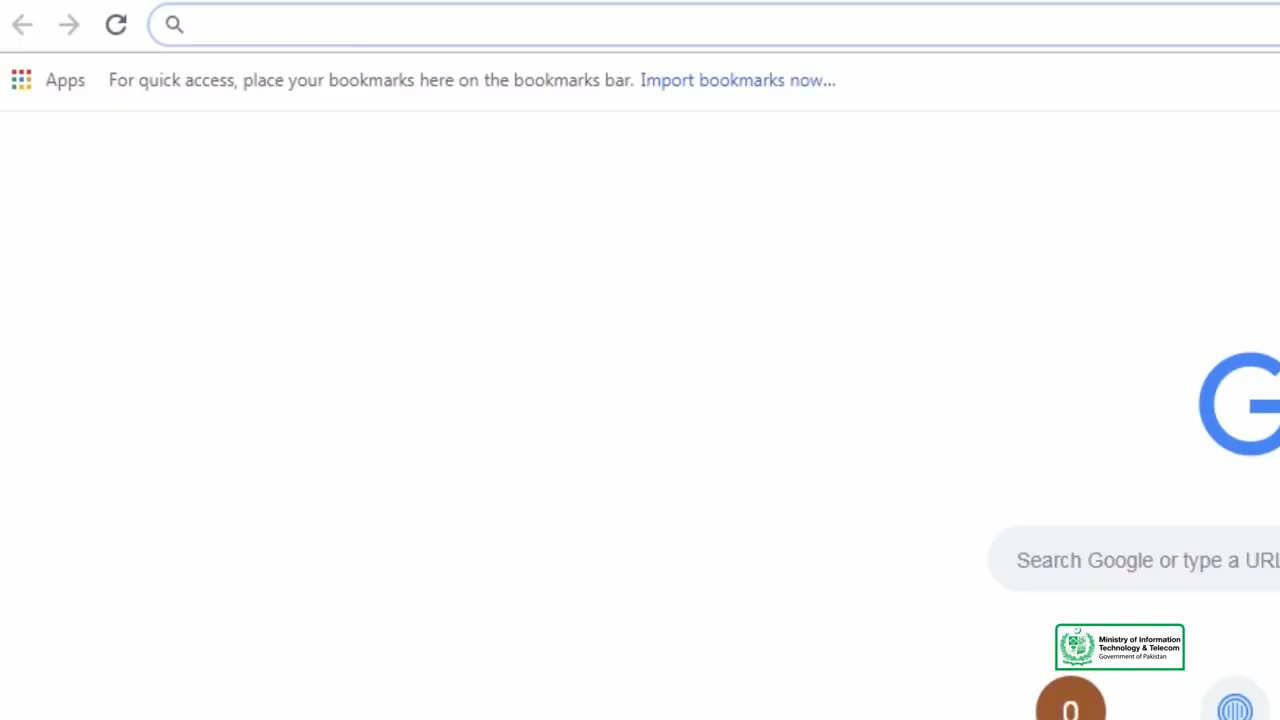 Apps For quick access, place your bookmarks here on the bookmarks bar. Import bookmarks now...
G
Search Google or type a URL
Ministry of Information
Technology & Telecom
Government of Pakistan
0